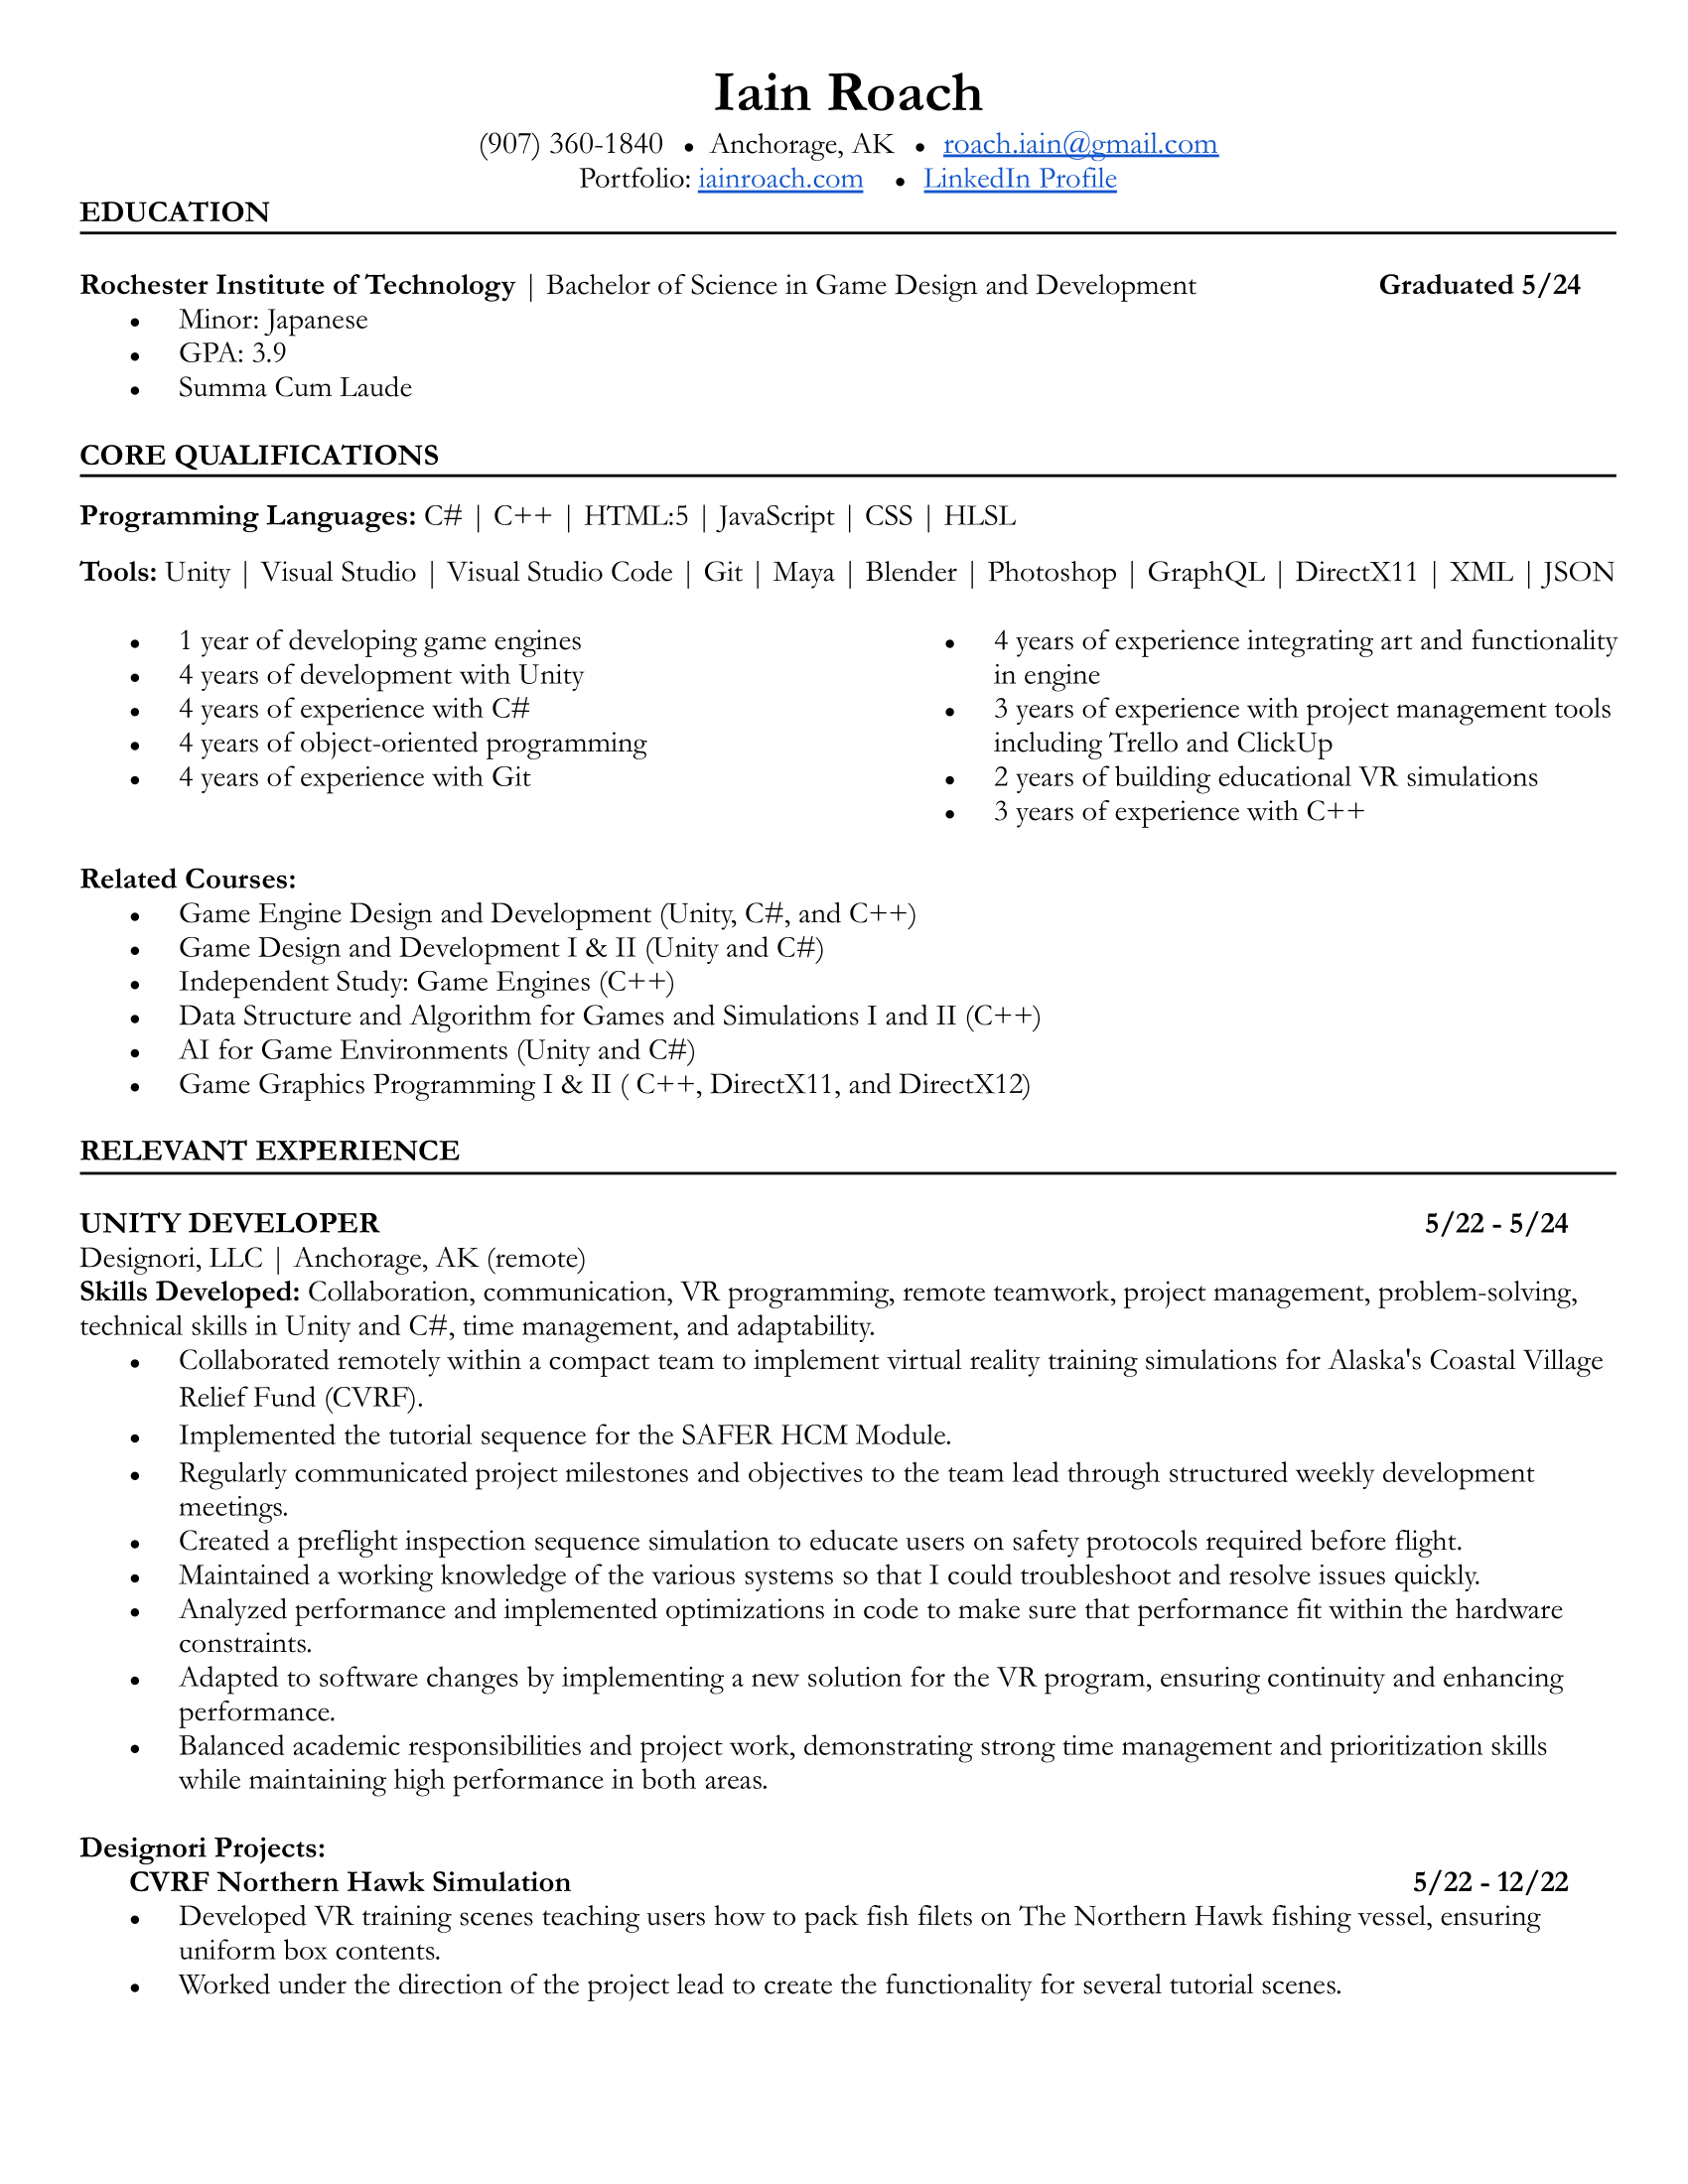 Iain Roach
(907) 360-1840 • Anchorage, AK • roach.iain@gmail.com
Portfolio: iainroach.com • LinkedIn Profile
EDUCATION
Rochester Institute of Technology | Bachelor of Science in Game Design and Development Graduated 5/24
• Minor: Japanese
• GPA: 3.9
• Summa Cum Laude
CORE QUALIFICATIONS
Programming Languages: C# | C++ | HTML:5 | JavaScript | CSS | HLSL
Tools: Unity | Visual Studio | Visual Studio Code | Git | Maya | Blender | Photoshop | GraphQL | DirectX11 | XML | JSON
• 1 year of developing game engines
• 4 years of development with Unity
• 4 years of experience with C#
• 4 years of object-oriented programming
• 4 years of experience with Git
• 4 years of experience integrating art and functionality
in engine
• 3 years of experience with project management tools
including Trello and ClickUp
• 2 years of building educational VR simulations
• 3 years of experience with C++
Related Courses:
• Game Engine Design and Development (Unity, C#, and C++)
• Game Design and Development I & II (Unity and C#)
• Independent Study: Game Engines (C++)
• Data Structure and Algorithm for Games and Simulations I and II (C++)
• AI for Game Environments (Unity and C#)
• Game Graphics Programming I & II ( C++, DirectX11, and DirectX12)
RELEVANT EXPERIENCE
UNITY DEVELOPER 5/22 - 5/24
Designori, LLC | Anchorage, AK (remote)
Skills Developed: Collaboration, communication, VR programming, remote teamwork, project management, problem-solving,
technical skills in Unity and C#, time management, and adaptability.
• Collaborated remotely within a compact team to implement virtual reality training simulations for Alaska's Coastal Village
Relief Fund (CVRF).
• Implemented the tutorial sequence for the SAFER HCM Module.
• Regularly communicated project milestones and objectives to the team lead through structured weekly development
meetings.
• Created a preflight inspection sequence simulation to educate users on safety protocols required before flight.
• Maintained a working knowledge of the various systems so that I could troubleshoot and resolve issues quickly.
• Analyzed performance and implemented optimizations in code to make sure that performance fit within the hardware
constraints.
• Adapted to software changes by implementing a new solution for the VR program, ensuring continuity and enhancing
performance.
• Balanced academic responsibilities and project work, demonstrating strong time management and prioritization skills
while maintaining high performance in both areas.
Designori Projects:
CVRF Northern Hawk Simulation 5/22 - 12/22
• Developed VR training scenes teaching users how to pack fish filets on The Northern Hawk fishing vessel, ensuring
uniform box contents.
• Worked under the direction of the project lead to create the functionality for several tutorial scenes.